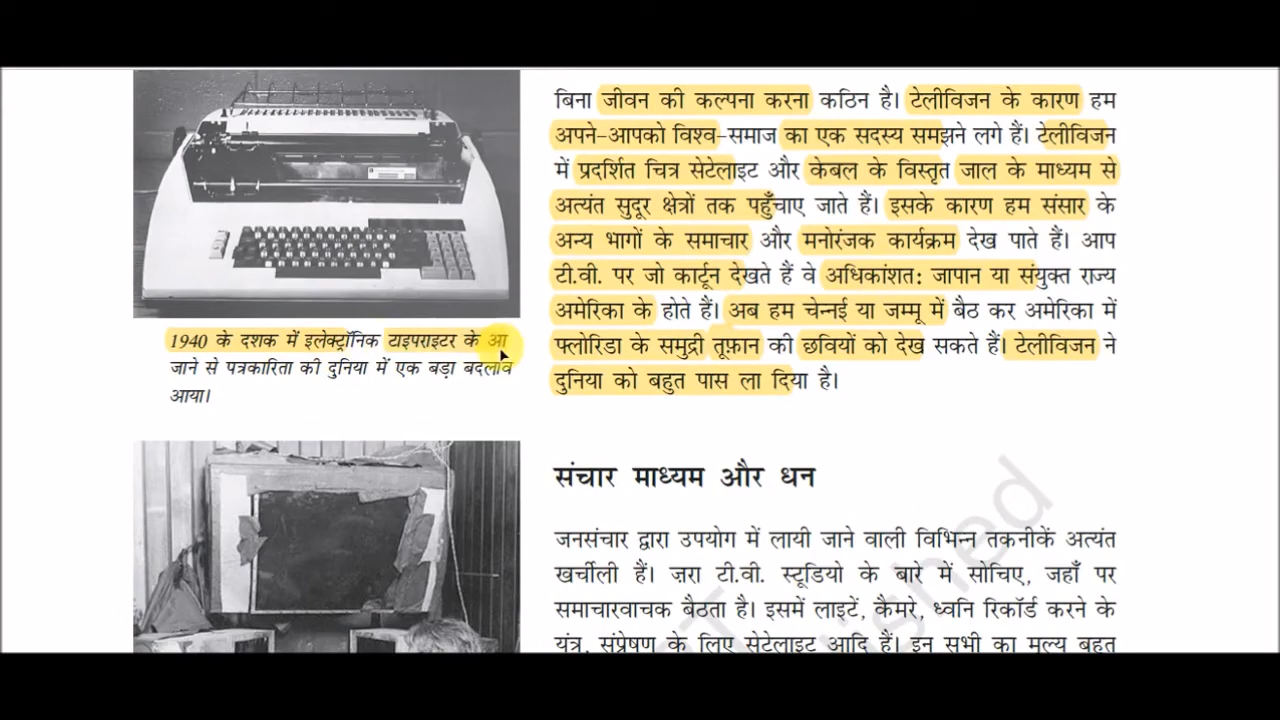 1940 के दशक में इलेक्ट्रॉनिक टाइपराइटर के आ
जाने से पत्रकारिता की दुनिया में एक बड़ा बदलाव
आया।
बिना जीवन की कल्पना करना कठिन है। टेलीविजन के कारण हम
अपने-आपको विश्व-समाज का एक सदस्य समझने लगे हैं। टेलीविजन
में प्रदर्शित चित्र सेटेलाइट और केबल के विस्तृत जाल के माध्यम से
अत्यंत सुदूर क्षेत्रों तक पहुँचाए जाते हैं। इसके कारण हम संसार के
अन्य भागों के समाचार और मनोरंजक कार्यक्रम देख पाते हैं। आप
टी.वी. पर जो कार्टून देखते हैं वे अधिकांशत: जापान या संयुक्त राज्य
अमेरिका के होते हैं। अब हम चेन्नई या जम्मू में बैठ कर अमेरिका में
फ्लोरिडा के समुद्री तूफ़ान की छवियों को देख सकते हैं। टेलीविजन ने
दुनिया को बहुत पास ला दिया है।
संचार माध्यम और धन
जनसंचार द्वारा उपयोग में लायी जाने वाली विभिन्न तकनीकें अत्यंत
खर्चीली हैं। ज़रा टी.वी. स्टूडियो के बारे में सोचिए, जहाँ पर
समाचारवाचक बैठता है। इसमें लाइटें, कैमरे, ध्वनि रिकॉर्ड करने के
यंत्र, संप्रेषण के लिए सेटेलाइट आदि हैं। इन सभी का मूल्य बहुत